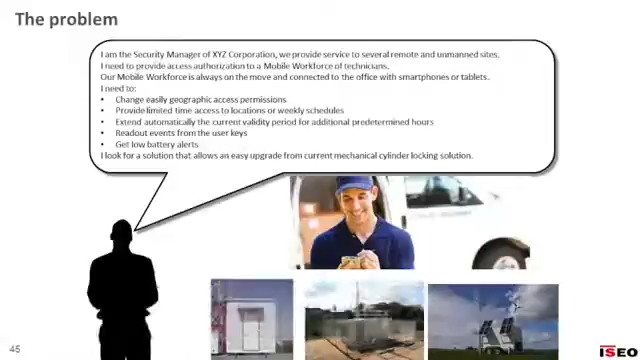 The problem
I am the Security Manager of XYZ Corporation, we provide service to several remote and unmanned sites.
I need to provide access authorization to a Mobile Workforce of technicians.
Our Mobile Workforce is always on the move and connected to the office with smartphones or tablets.
I need to:
• Change easily geographic access permissions
• Provide limited time access to locations or weekly schedules
• Extend automatically the current validity period for additional predetermined hours
• Readout events from the user keys
• Get low battery alerts
I look for a solution that allows an easy upgrade from current mechanical cylinder locking solution.
45
ISEO